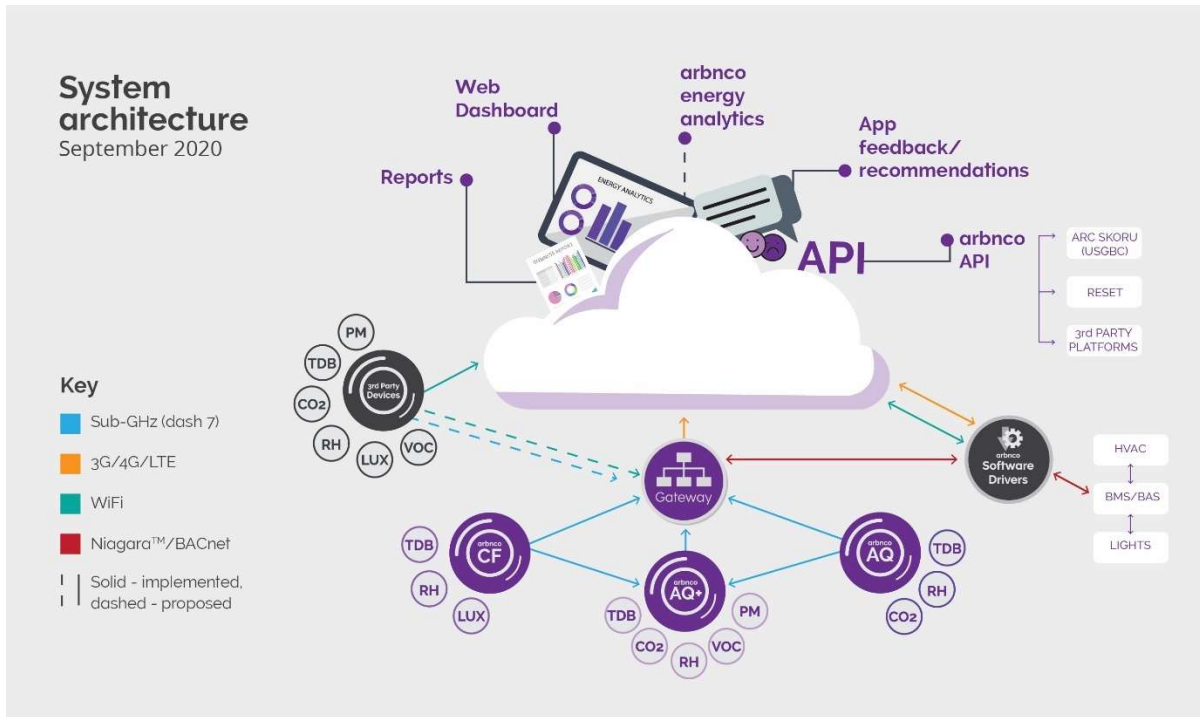 System
architecture
September 2020
Web
Dashboard
arbnco
energy
analytics
App
feedback/
recommendations
Reports
ENERGY ANALYTICS
API
arbnco
API
ARC SKORU
(USGBC)
RESET
3rd PARTY
PLATFORMS
PM
TDB
CO2
RH
LUX
VOC
3rd Party
Devices
Key
Sub-GHz (dash 7)
3G/4G/LTE
WiFi
Niagara™/BACnet
Solid - implemented,
dashed - proposed
Gateway
arbnco
Software
Drivers
HVAC
BMS/BAS
LIGHTS
arbnco
CF
TDB
RH
LUX
arbnco
AQ+
TDB
CO2
RH
VOC
PM
arbnco
AQ
TDB
RH
CO2